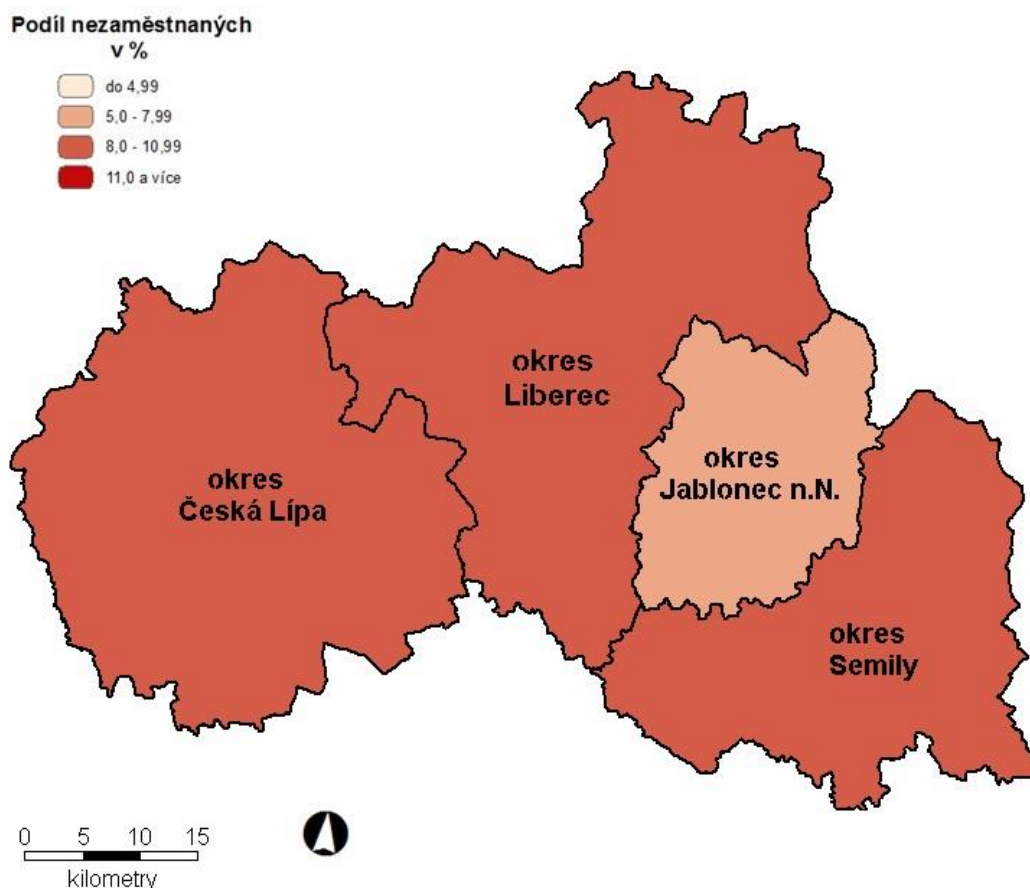 Podíl nezaměstnaných
v %
do 4,99
5,0 - 7,99
8,0 - 10,99
11,0 a více
okres
Liberec
okres
Jablonec n.N.
okres
Česká Lípa
okres
Semily
0 5 10 15
kilometry